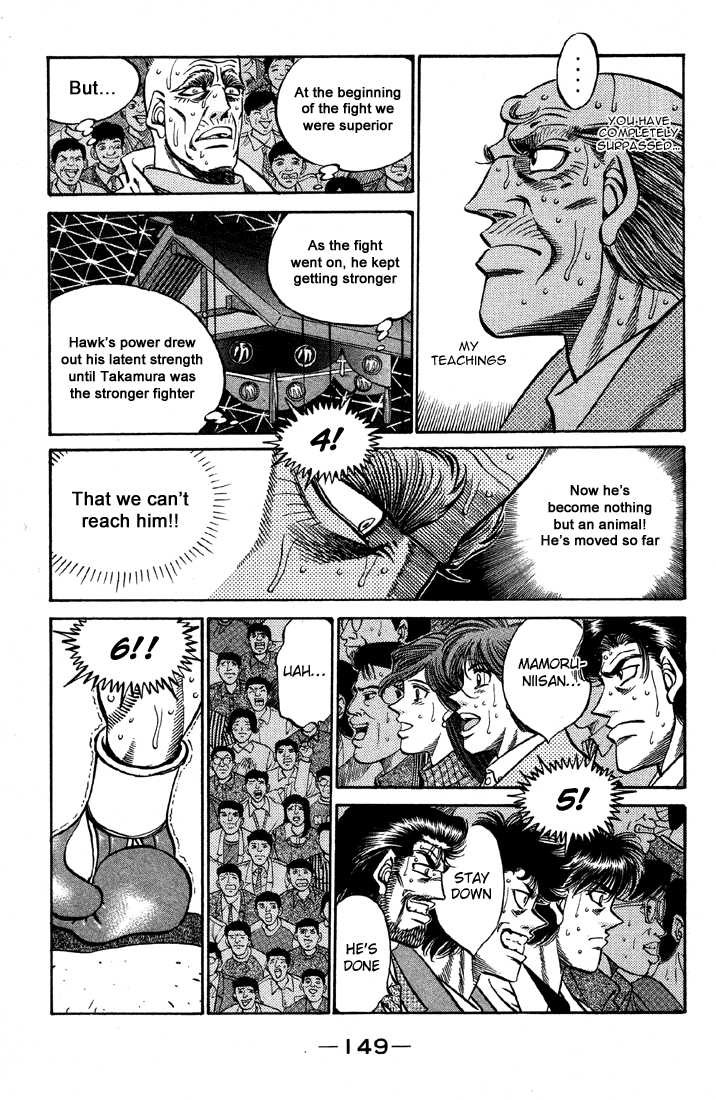 ....
YOU HAVE
COMPLETELY
SURPASSED...
MY
TEACHINGS
At the beginning
of the fight we
were superior
But...
As the fight
went on, he kept
getting stronger
Hawk's power drew
out his latent strength
until Takamura was
the stronger fighter
4!
Now he's
become nothing
but an animal!
He's moved so far
That we can't
reach him!!
MAMORU-
NIISAN...
5!
STAY
DOWN
HE'S
DONE
UAH...
6!!
—149—